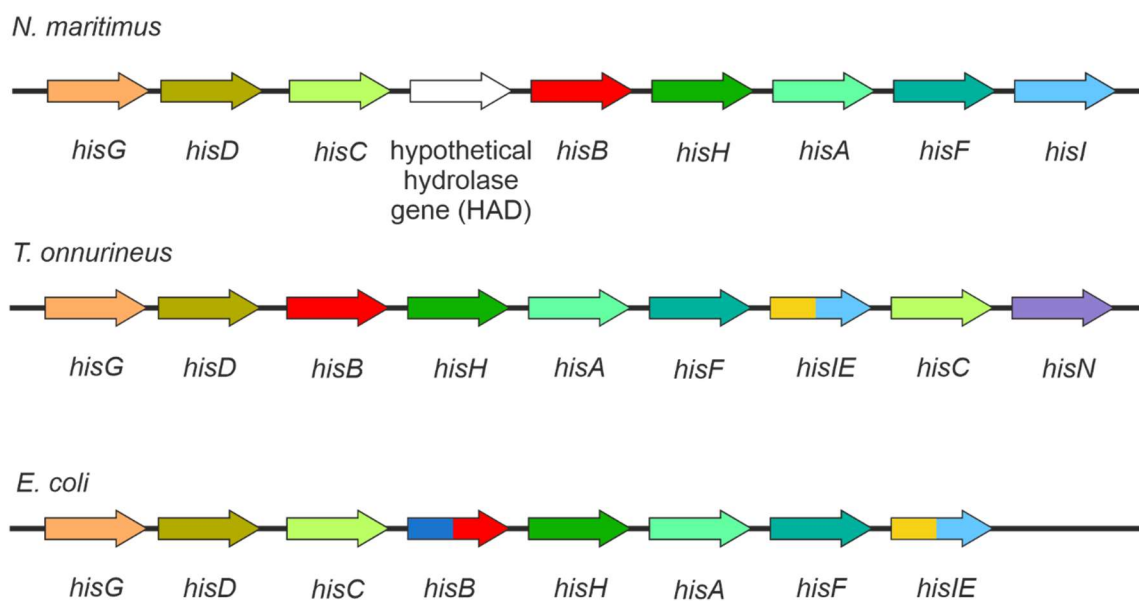 N. maritimus
hisG hisD hisC hypothetical hydrolase gene (HAD) hisB hisH hisA hisF hisI
T. onnurineus
hisG hisD hisB hisH hisA hisF hisIE hisC hisN
E. coli
hisG hisD hisC hisB hisH hisA hisF hisIE